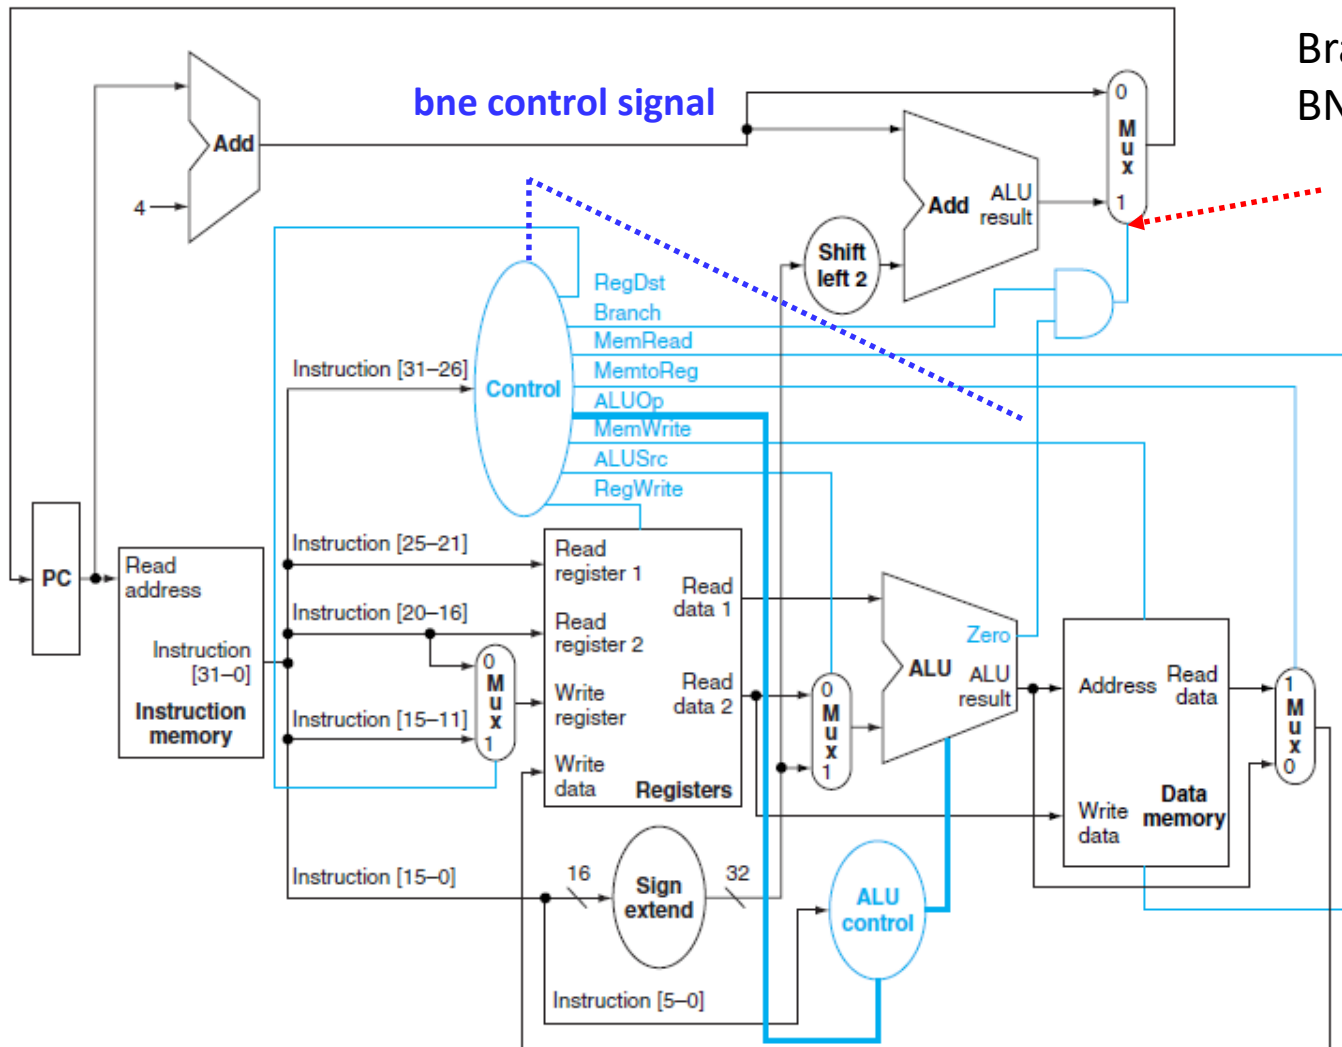 Bra
BN
bne control signal
0
M
u
x
1
Add
4
Add
ALU
result
Shift
left 2
RegDst
Branch
MemRead
MemtoReg
ALUOp
MemWrite
ALUSrc
RegWrite
Instruction [31–26]
Control
PC
Read
address
Instruction
[31–0]
Instruction
memory
Instruction [25–21]
Instruction [20–16]
Instruction [15–11]
0
M
u
x
1
Read
register 1
Read
register 2
Write
register
Write
data
Read
data 1
Read
data 2
Registers
0
M
u
x
1
Zero
ALU
ALU
result
Address
Read
data
Write
data
Data
memory
1
M
u
x
0
Instruction [15–0]
16
Sign
extend
32
ALU
control
Instruction [5–0]